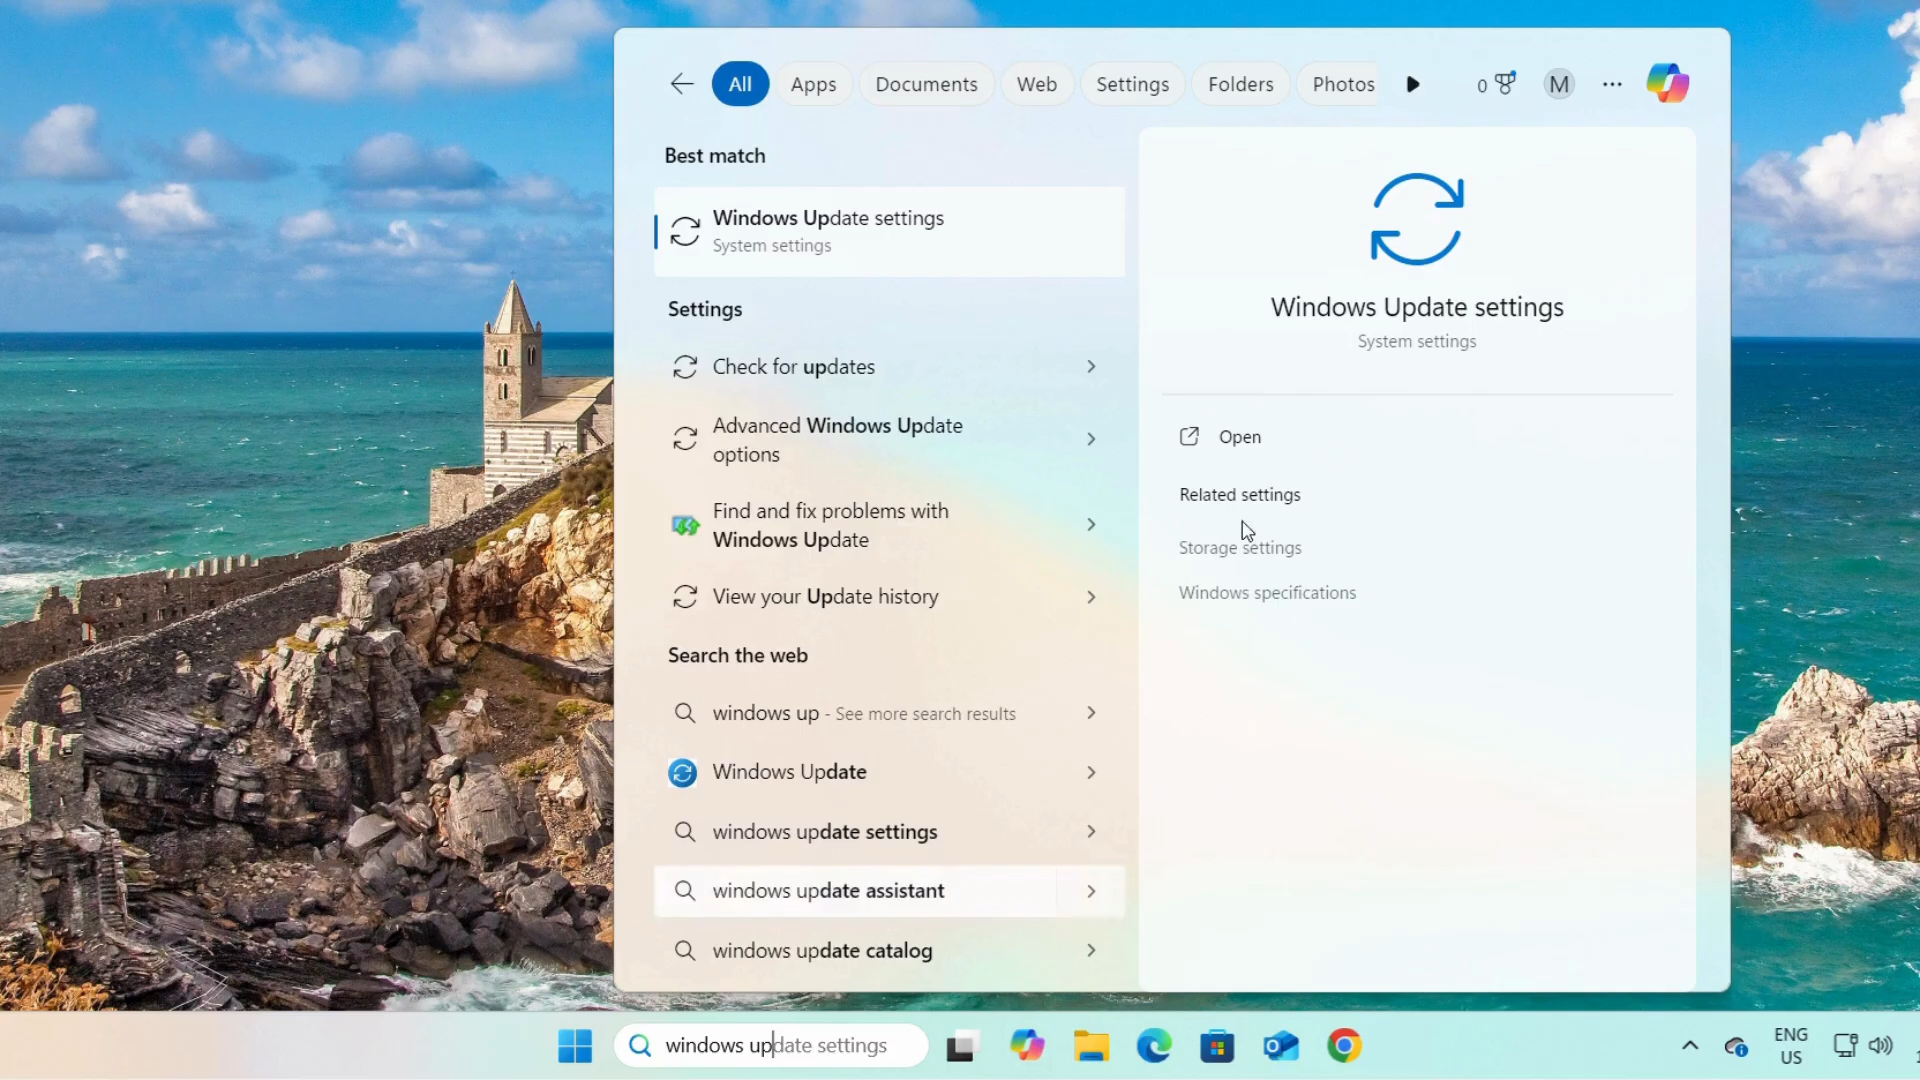 All
Apps
Documents
Web
Settings
Folders
Photos
0
M
Best match
Windows Update settings
System settings
Settings
Check for updates
Advanced Windows Update
options
Find and fix problems with
Windows Update
View your Update history
Search the web
windows up - See more search results
Windows Update
windows update settings
windows update assistant
windows update catalog
Windows Update settings
System settings
Open
Related settings
Storage settings
Windows specifications
windows update settings
ENG
US